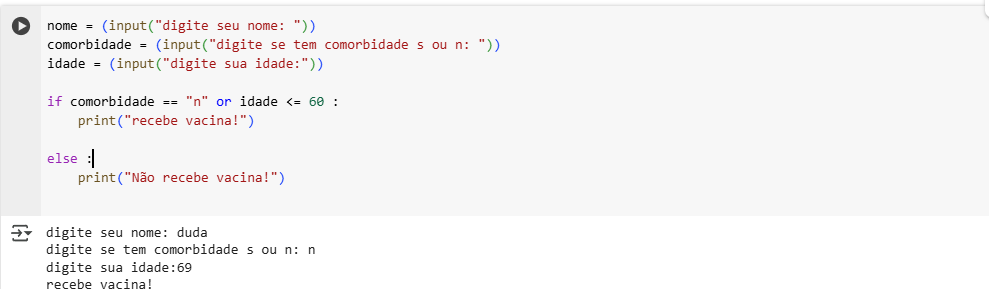 nome = (input("digite seu nome: "))
comorbidade = (input("digite se tem comorbidade s ou n: "))
idade = (input("digite sua idade:"))
if comorbidade == "n" or idade <= 60 :
print("recebe vacina!")
else :
print("Não recebe vacina!")
digite seu nome: duda
digite se tem comorbidade s ou n: n
digite sua idade:69
recebe vacina!